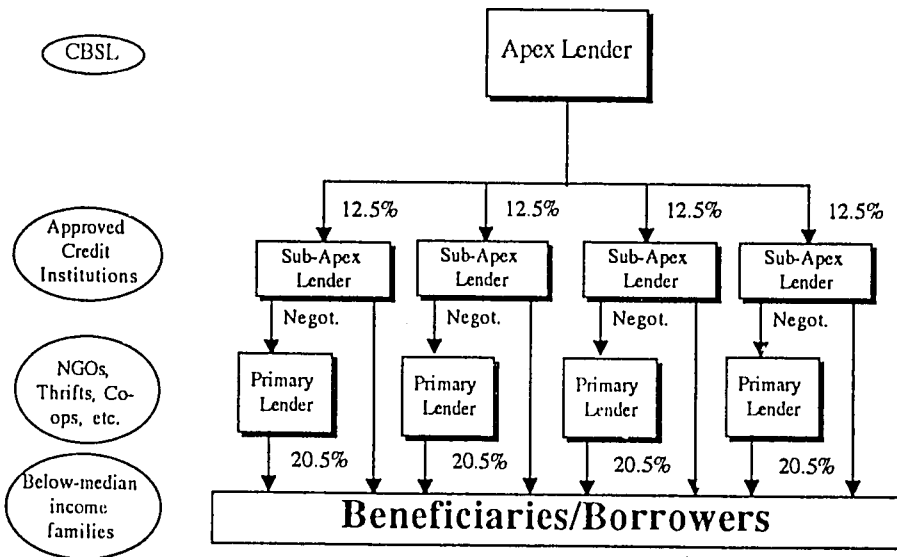 CBSL
Apex Lender
12.5%
12.5%
12.5%
12.5%
Approved
Credit
Institutions
Sub-Apex
Lender
Sub-Apex
Lender
Sub-Apex
Lender
Sub-Apex
Lender
Negot.
Negot.
Negot.
Negot.
NGOs,
Thrifts, Co-
ops, etc.
Primary
Lender
Primary
Lender
Primary
Lender
Primary
Lender
20.5%
20.5%
20.5%
20.5%
Below-median
income
families
Beneficiaries/Borrowers